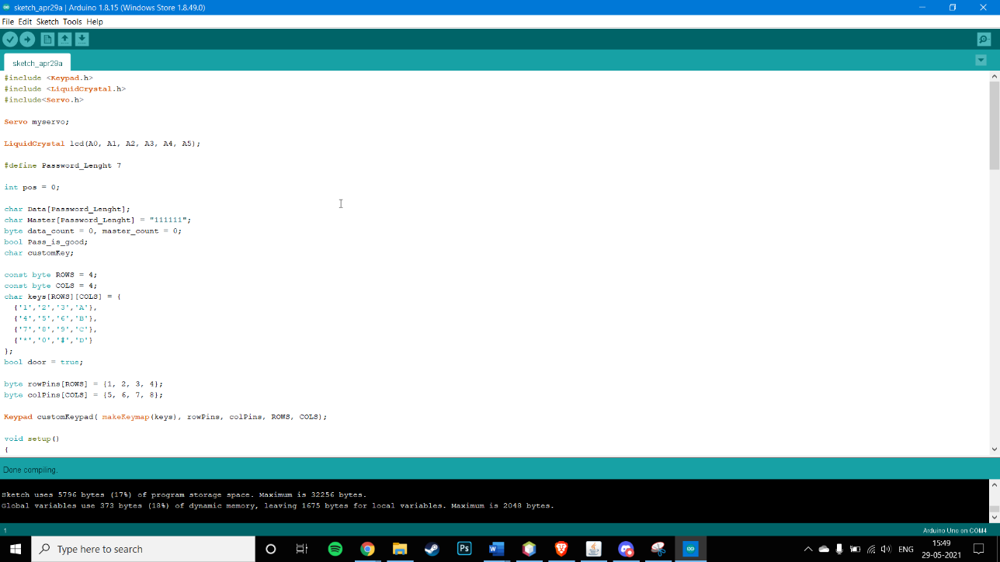 sketch_apr29a | Arduino 1.8.15 (Windows Store 1.8.49.0)
File Edit Sketch Tools Help
sketch_apr29a
#include <Keypad.h>
#include <LiquidCrystal.h>
#include<Servo.h>
Servo myservo;
LiquidCrystal lcd(A0, A1, A2, A3, A4, A5);
#define Password_Lenght 7
int pos = 0;
char Data[Password_Lenght];
char Master[Password_Lenght] = "111111";
byte data_count = 0, master_count = 0;
bool Pass_is_good;
char customKey;
const byte ROWS = 4;
const byte COLS = 4;
char keys[ROWS][COLS] = {
{'1','2','3','A'},
{'4','5','6','B'},
{'7','8','9','C'},
{'*','0','#','D'}
};
bool door = true;
byte rowPins[ROWS] = {1, 2, 3, 4};
byte colPins[COLS] = {5, 6, 7, 8};
Keypad customKeypad( makeKeymap(keys), rowPins, colPins, ROWS, COLS);
void setup()
{
Done compiling.
Sketch uses 5796 bytes (17%) of program storage space. Maximum is 32256 bytes.
Global variables use 373 bytes (18%) of dynamic memory, leaving 1675 bytes for local variables. Maximum is 2048 bytes.
1
Arduino Uno on COM4
Type here to search
Ps
W
ENG
15:49
29-05-2021